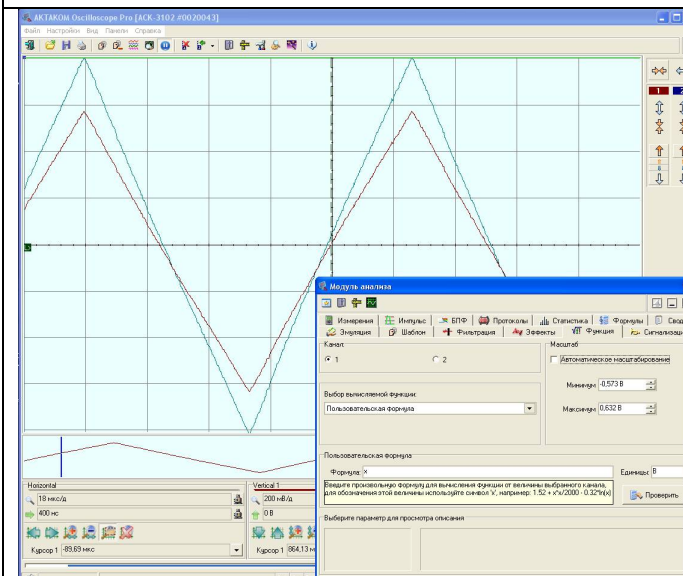 AKTAKOM Oscilloscope Pro [ACK-3102 #0020043]
Файл Настройки Вид Панели Справка
1 2
Модуль анализа
Измерения Импульс БПФ Протоколы Статистика Формулы Свод
Эмуляция Шаблон Фильтрация Эффекты Функция Сигнализаци
Канал
1 2
Масштаб
Автоматическое масштабирование
Минимум -0,573 В
Выбор вычисляемой функции:
Пользовательская формула
Максимум 0,632 В
Пользовательская формула
Формула: x
Единицы: В
Введите произвольную формулу для вычисления функции от величины выбранного канала,
для обозначения этой величины используйте символ 'x', например: 1.52 + x*x/2000 - 0.32*ln(x)
Проверить
Выберите параметр для просмотра описания
Horizontal
Vertical 1
18 мкс/д
200 мВ/д
400 нс
0 В
Курсор 1 -89,69 мкс
Курсор 1 864,13 м